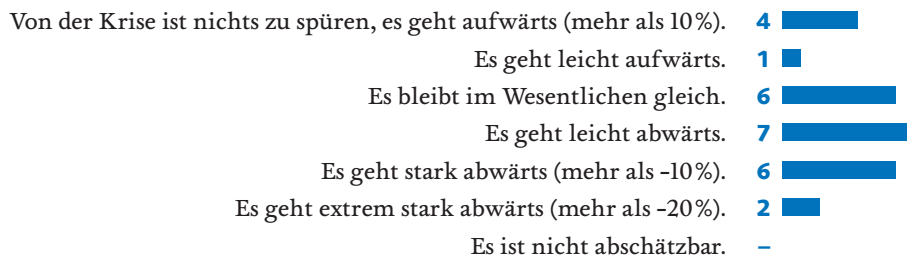 Von der Krise ist nichts zu spüren, es geht aufwärts (mehr als 10%). 4
Es geht leicht aufwärts. 1
Es bleibt im Wesentlichen gleich. 6
Es geht leicht abwärts. 7
Es geht stark abwärts (mehr als -10%). 6
Es geht extrem stark abwärts (mehr als -20%). 2
Es ist nicht abschätzbar. –